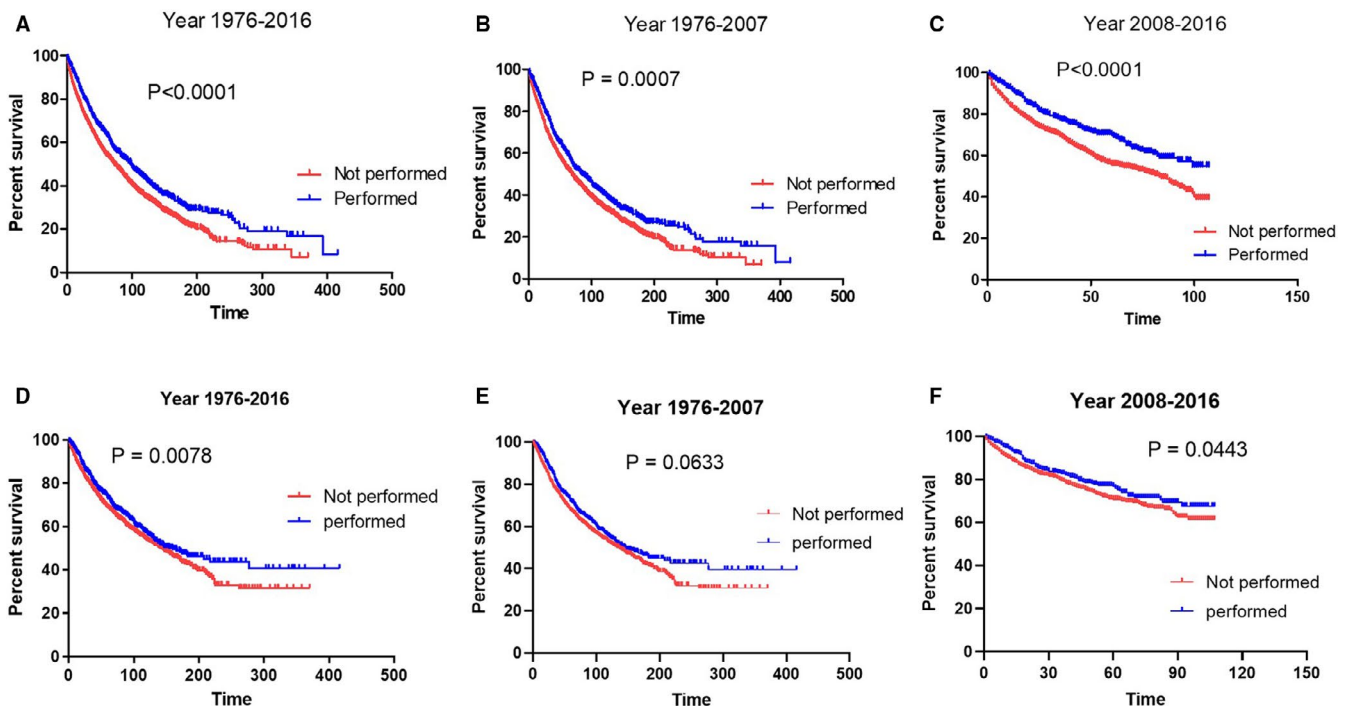 A
Year 1976-2016
P<0.0001
Percent survival
100
80
60
40
20
0
0 100 200 300 400 500
Time
Not performed
Performed
B
Year 1976-2007
P = 0.0007
Percent survival
100
80
60
40
20
0
0 100 200 300 400 500
Time
Not performed
Performed
C
Year 2008-2016
P<0.0001
Percent survival
100
80
60
40
20
0
0 50 100 150
Time
Not performed
Performed
D
Year 1976-2016
P = 0.0078
Percent survival
100
80
60
40
20
0
0 100 200 300 400 500
Time
Not performed
performed
E
Year 1976-2007
P = 0.0633
Percent survival
100
80
60
40
20
0
0 100 200 300 400 500
Time
Not performed
performed
F
Year 2008-2016
P = 0.0443
Percent survival
100
80
60
40
20
0
0 30 60 90 120 150
Time
Not performed
performed